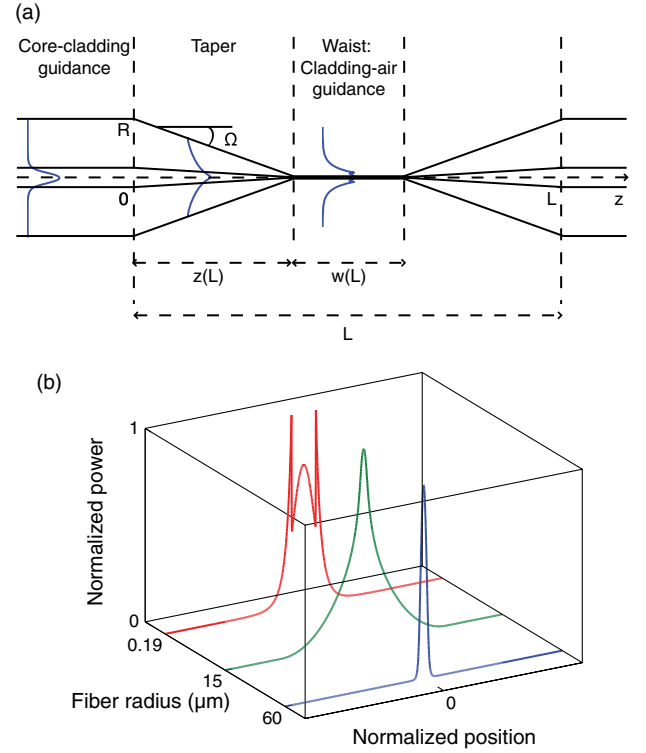 (a)
Core-cladding
guidance
Taper
Waist:
Cladding-air
guidance
R
Ω
0
L
z
z(L)
w(L)
L
(b)
Normalized power
1
0
0.19
15
60
Fiber radius (μm)
0
Normalized position